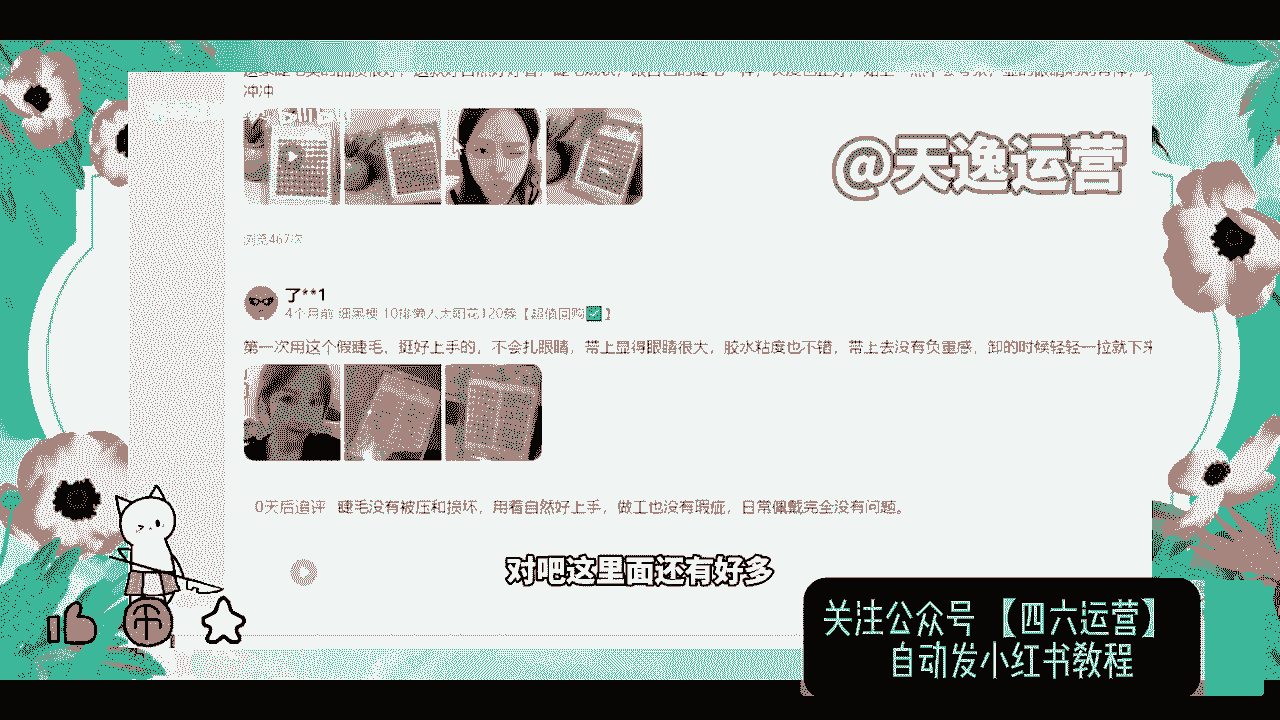 冲冲
@天逸运营
浏览467次
了**1
4个月前 细黑梗-10排懒人太阳花120簇【超值回购✅】
第一次用这个假睫毛，挺好上手的，不会扎眼睛，带上显得眼睛很大，胶水粘度也不错，带上去没有负重感，卸的时候轻轻一拉就下来
0天后追评 睫毛没有被压和损坏，用着自然好上手，做工也没有瑕疵，日常佩戴完全没有问题。
对吧这里面还有好多
关注公众号【四六运营】
自动发小红书教程